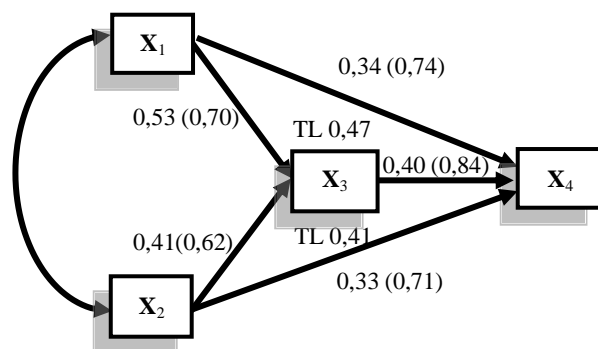 X1
0,34 (0,74)
0,53 (0,70)
TL 0,47
0,40 (0,84)
X3
X4
0,41(0,62)
TL 0,41
0,33 (0,71)
X2